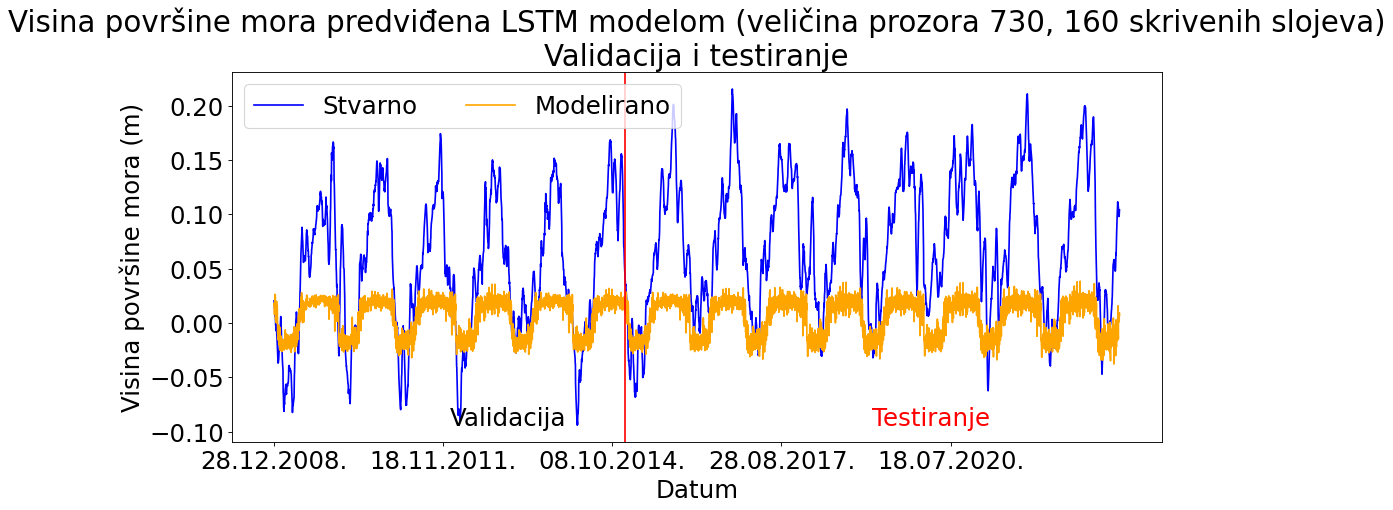 Visina površine mora predviđena LSTM modelom (veličina prozora 730, 160 skrivenih slojeva)
Validacija i testiranje
Stvarno
Modelirano
Visina površine mora (m)
0.20
0.15
0.10
0.05
0.00
−0.05
−0.10
Validacija
Testiranje
28.12.2008.
18.11.2011.
08.10.2014.
28.08.2017.
18.07.2020.
Datum